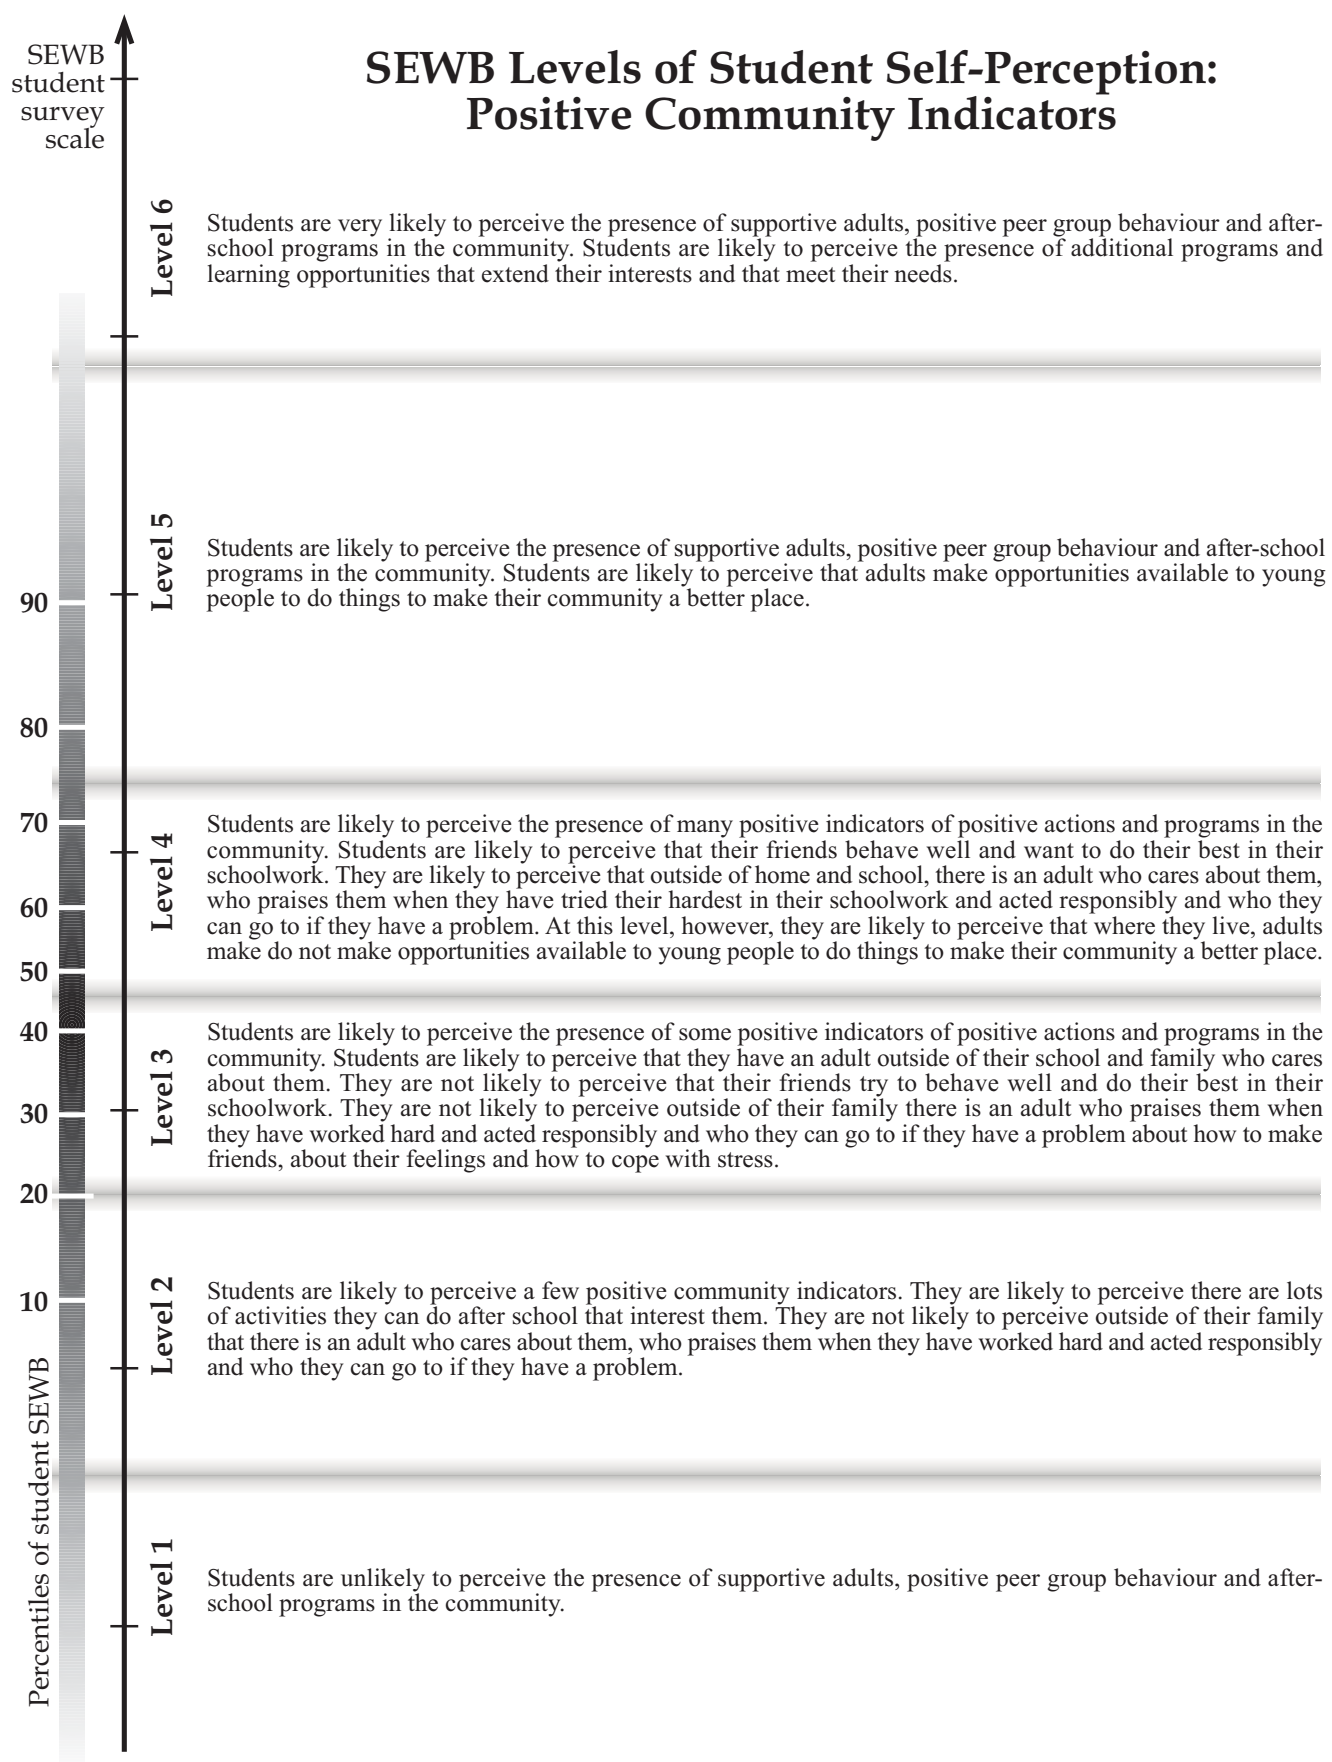 SEWB
student
survey
scale
SEWB Levels of Student Self-Perception:
Positive Community Indicators
Level 6
Students are very likely to perceive the presence of supportive adults, positive peer group behaviour and after-
school programs in the community. Students are likely to perceive the presence of additional programs and
learning opportunities that extend their interests and that meet their needs.
Level 5
Students are likely to perceive the presence of supportive adults, positive peer group behaviour and after-school
programs in the community. Students are likely to perceive that adults make opportunities available to young
people to do things to make their community a better place.
90
80
70
Level 4
Students are likely to perceive the presence of many positive indicators of positive actions and programs in the
community. Students are likely to perceive that their friends behave well and want to do their best in their
schoolwork. They are likely to perceive that outside of home and school, there is an adult who cares about them,
who praises them when they have tried their hardest in their schoolwork and acted responsibly and who they
can go to if they have a problem. At this level, however, they are likely to perceive that where they live, adults
make do not make opportunities available to young people to do things to make their community a better place.
60
50
40
Level 3
Students are likely to perceive the presence of some positive indicators of positive actions and programs in the
community. Students are likely to perceive that they have an adult outside of their school and family who cares
about them. They are not likely to perceive that their friends try to behave well and do their best in their
schoolwork. They are not likely to perceive outside of their family there is an adult who praises them when
they have worked hard and acted responsibly and who they can go to if they have a problem about how to make
friends, about their feelings and how to cope with stress.
30
20
10
Level 2
Students are likely to perceive a few positive community indicators. They are likely to perceive there are lots
of activities they can do after school that interest them. They are not likely to perceive outside of their family
that there is an adult who cares about them, who praises them when they have worked hard and acted responsibly
and who they can go to if they have a problem.
Percentiles of student SEWB
Level 1
Students are unlikely to perceive the presence of supportive adults, positive peer group behaviour and after-
school programs in the community.